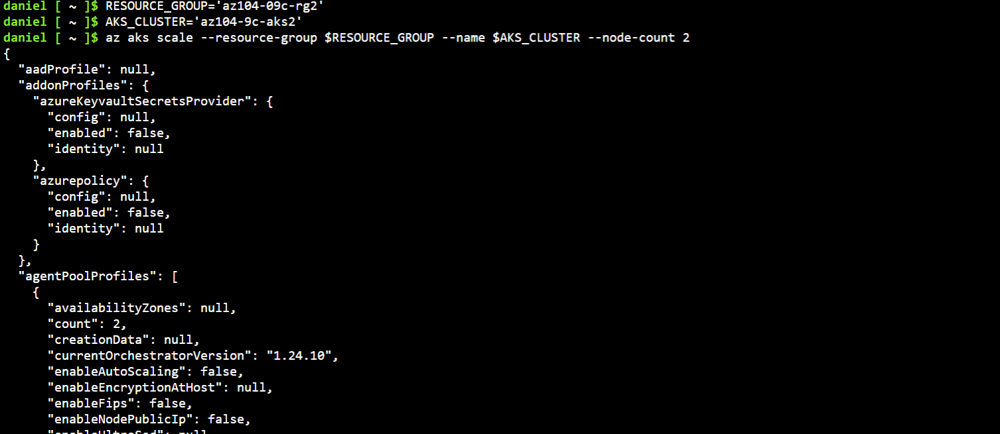 daniel [ ~ ]$ RESOURCE_GROUP='az104-09c-rg2'
daniel [ ~ ]$ AKS_CLUSTER='az104-9c-aks2'
daniel [ ~ ]$ az aks scale --resource-group $RESOURCE_GROUP --name $AKS_CLUSTER --node-count 2
{
  "aadProfile": null,
  "addonProfiles": {
    "azureKeyvaultSecretsProvider": {
      "config": null,
      "enabled": false,
      "identity": null
    },
    "azurepolicy": {
      "config": null,
      "enabled": false,
      "identity": null
    }
  },
  "agentPoolProfiles": [
    {
      "availabilityZones": null,
      "count": 2,
      "creationData": null,
      "currentOrchestratorVersion": "1.24.10",
      "enableAutoScaling": false,
      "enableEncryptionAtHost": null,
      "enableFips": false,
      "enableNodePublicIp": false,